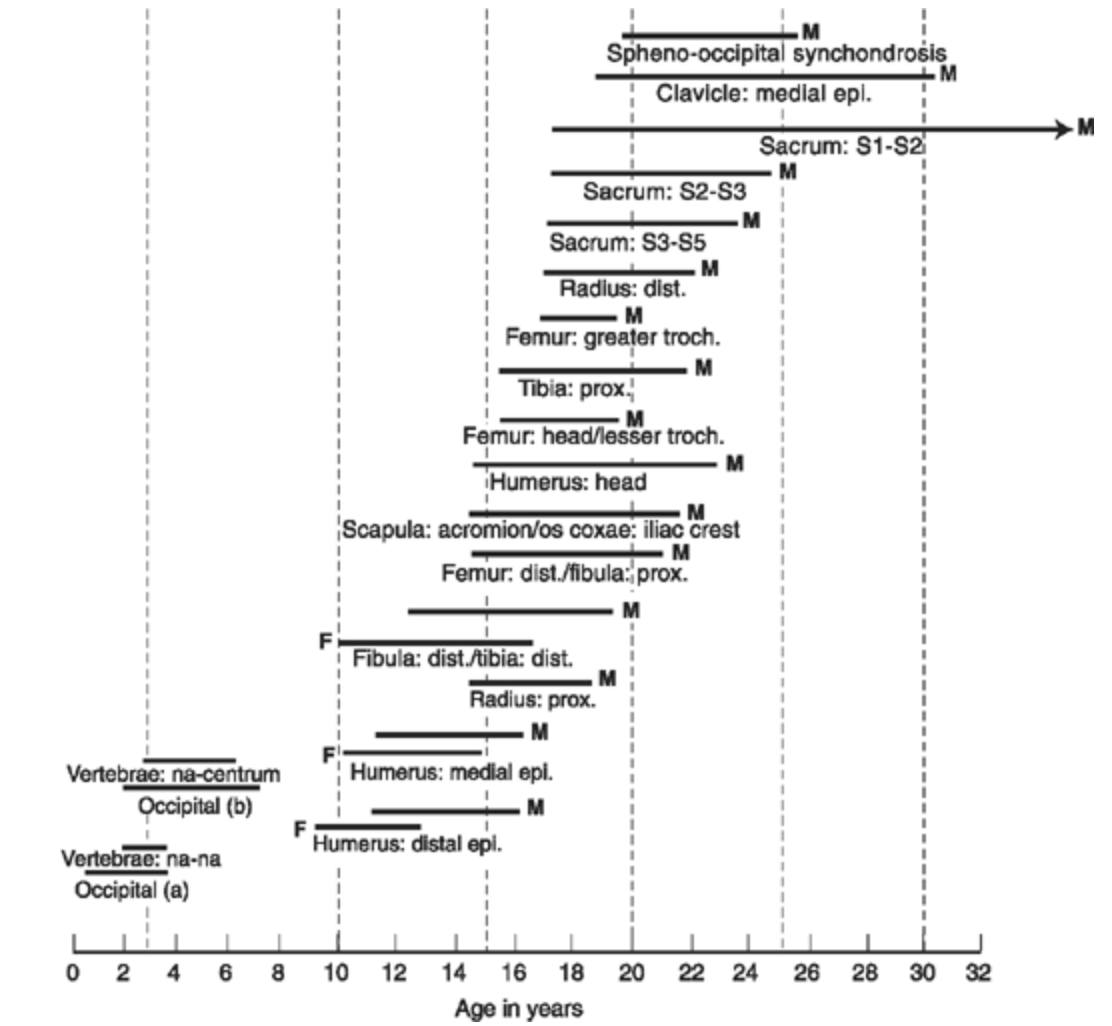 M
Spheno-occipital synchondrosis
M
Clavicle: medial epi.
M
Sacrum: S1-S2
M
Sacrum: S2-S3
M
Sacrum: S3-S5
M
Radius: dist.
M
Femur: greater troch.
M
Tibia: prox.
M
Femur: head/lesser troch.
M
Humerus: head
M
Scapula: acromion/os coxae: iliac crest
M
Femur: dist./fibula: prox.
M
F
Fibula: dist./tibia: dist.
M
Radius: prox.
M
F
Humerus: medial epi.
Vertebrae: na-centrum
Occipital (b)
M
F
Humerus: distal epi.
Vertebrae: na-na
Occipital (a)
0 2 4 6 8 10 12 14 16 18 20 22 24 26 28 30 32
Age in years